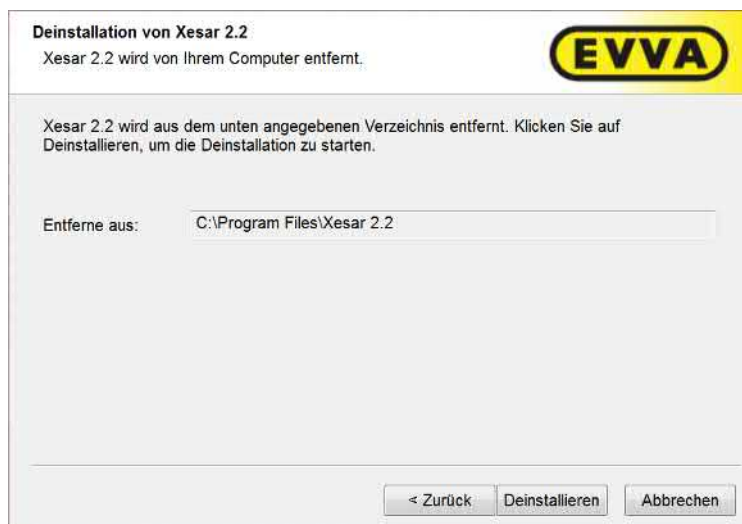 Deinstallation von Xesar 2.2
Xesar 2.2 wird von Ihrem Computer entfernt.
EVVA
Xesar 2.2 wird aus dem unten angegebenen Verzeichnis entfernt. Klicken Sie auf
Deinstallieren, um die Deinstallation zu starten.
Entferne aus: C:\Program Files\Xesar 2.2
< Zurück Deinstallieren Abbrechen